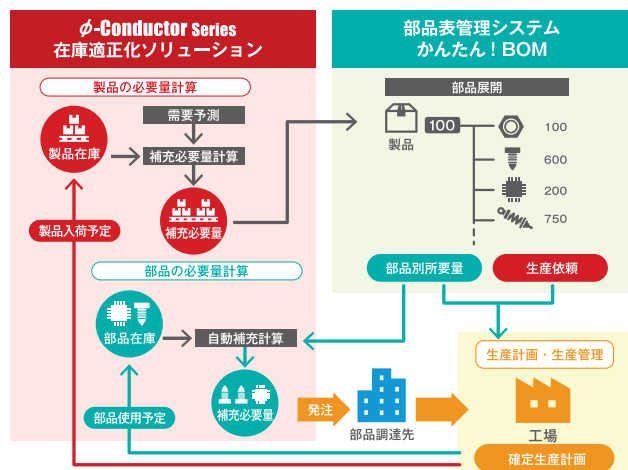 φ-Conductor Series
在庫適正化ソリューション
製品の必要量計算
需要予測
製品在庫
補充必要量計算
補充必要量
製品入荷予定
部品の必要量計算
部品在庫
自動補充計算
補充必要量
部品使用予定
部品表管理システム
かんたん！BOM
部品展開
製品
100
100
600
200
750
部品別所要量
生産依頼
発注
部品調達先
生産計画・生産管理
工場
確定生産計画